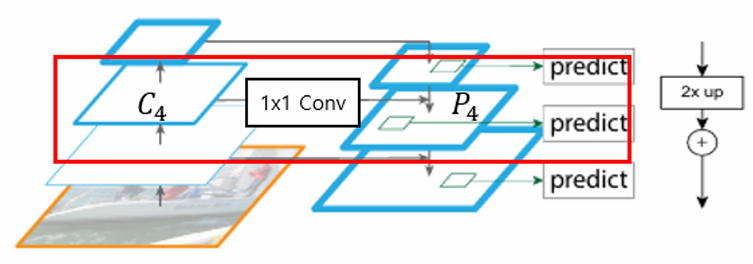 predict
C₄
1x1 Conv
P₄
predict
2x up
+
predict